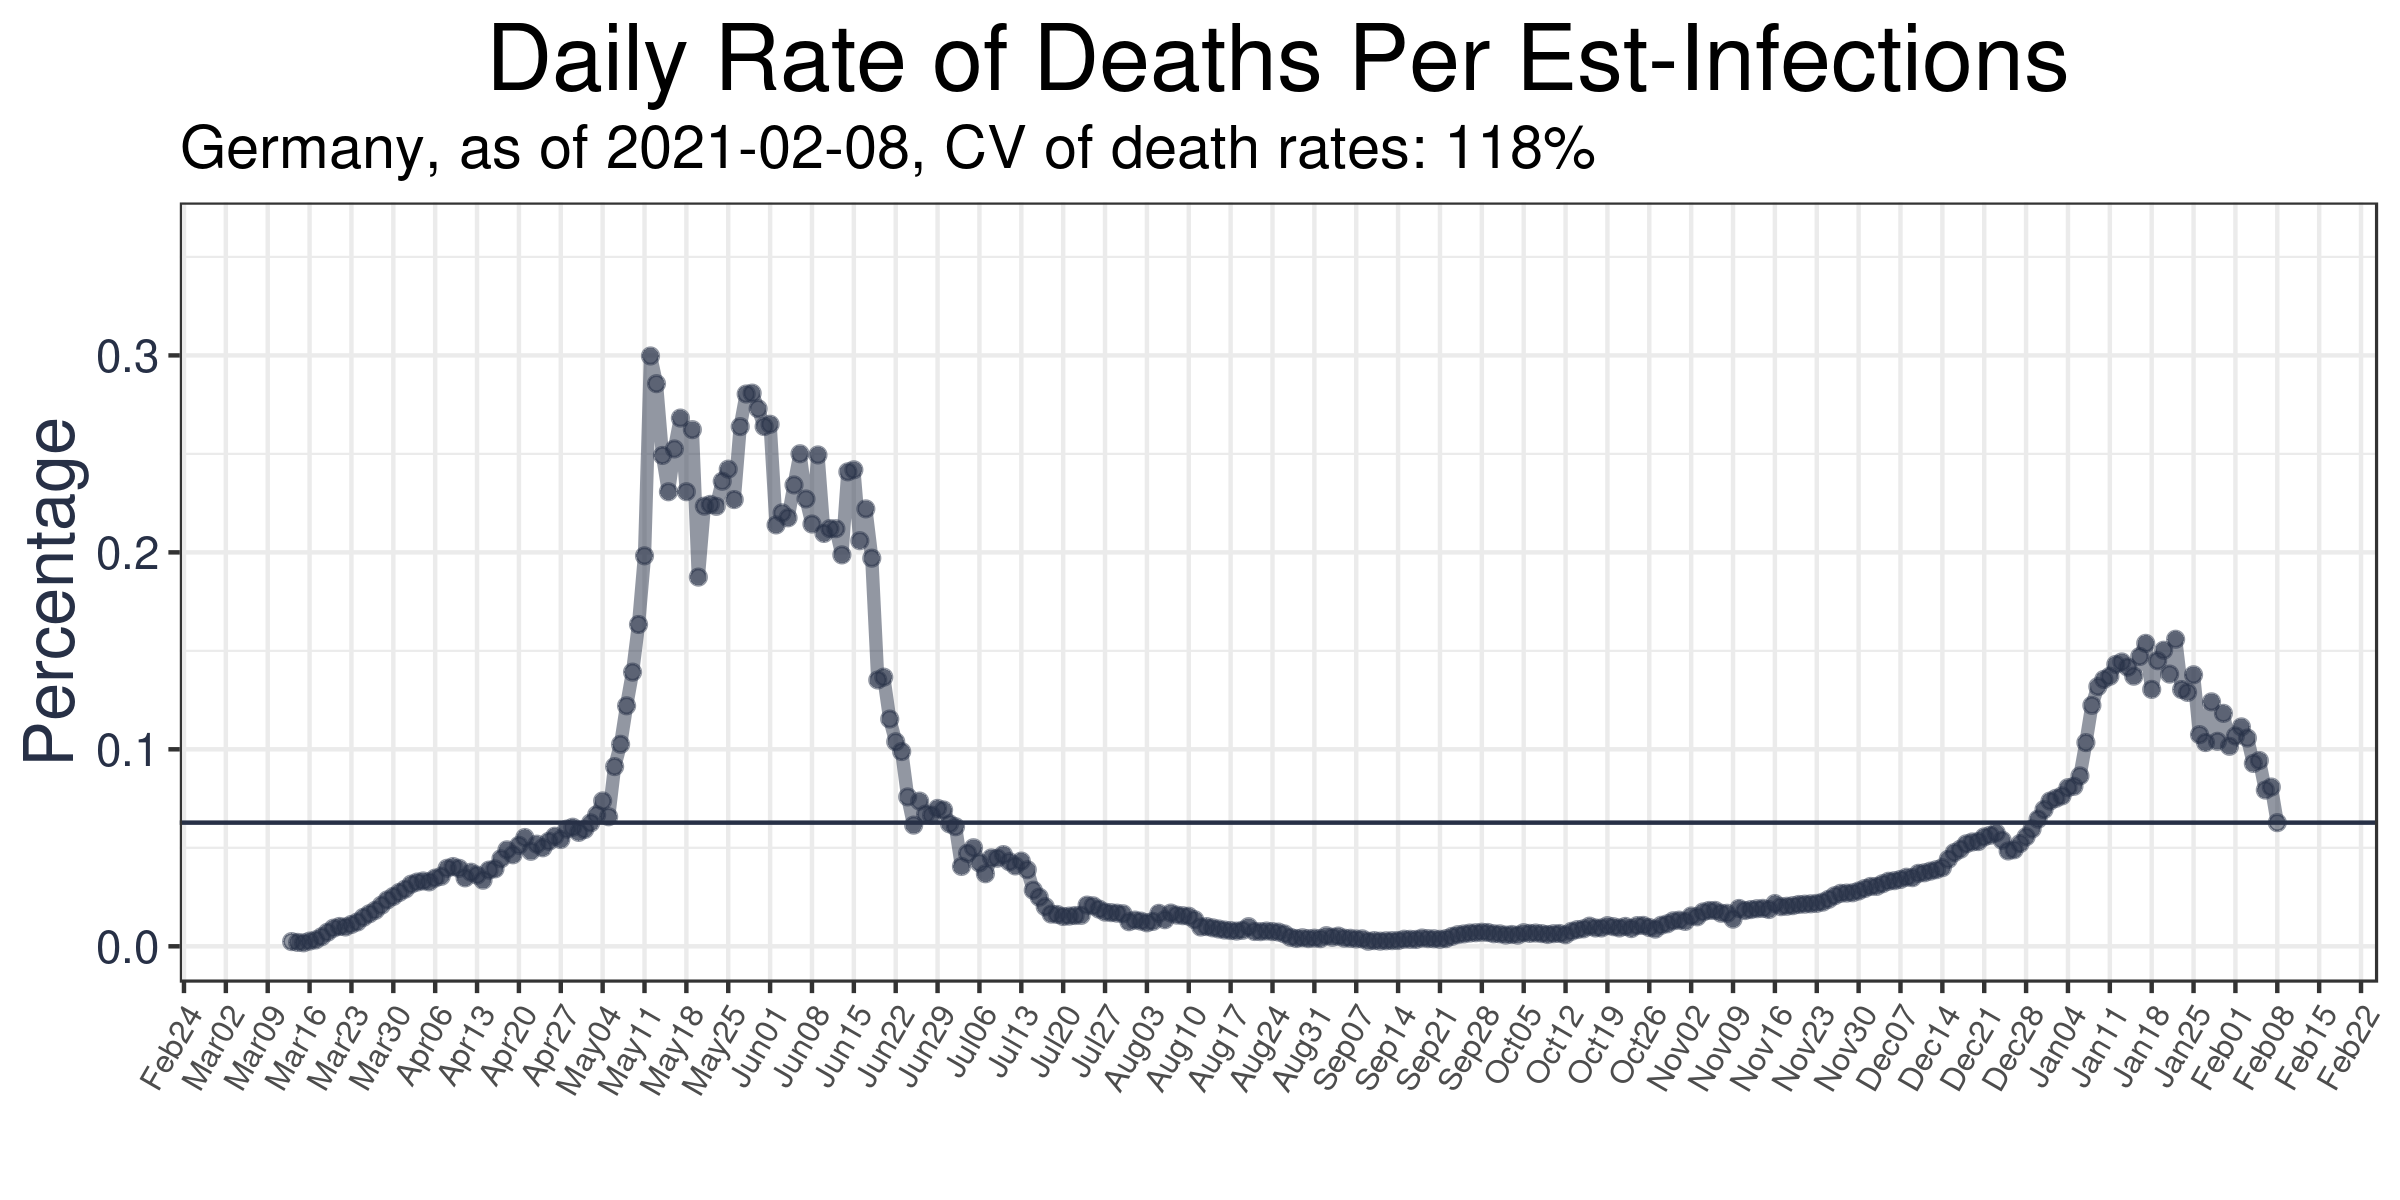 Daily Rate of Deaths Per Est-Infections
Germany, as of 2021-02-08, CV of death rates: 118%
Percentage
0.3
0.2
0.1
0.0
Feb24
Mar02
Mar09
Mar16
Mar23
Mar30
Apr06
Apr13
Apr20
Apr27
May04
May11
May18
May25
Jun01
Jun08
Jun15
Jun22
Jun29
Jul06
Jul13
Jul20
Jul27
Aug03
Aug10
Aug17
Aug24
Aug31
Sep07
Sep14
Sep21
Sep28
Oct05
Oct12
Oct19
Oct26
Nov02
Nov09
Nov16
Nov23
Nov30
Dec07
Dec14
Dec21
Dec28
Jan04
Jan11
Jan18
Jan25
Feb01
Feb08
Feb15
Feb22